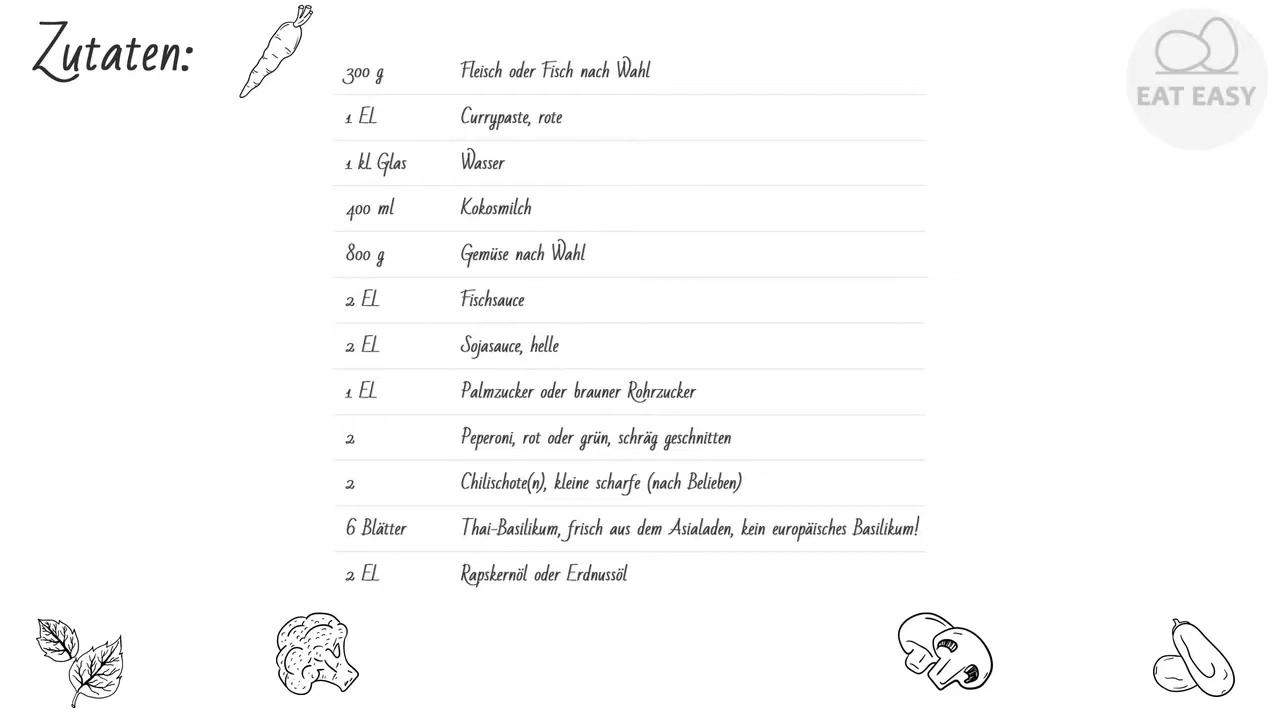 Zutaten:
EAT EASY
300 g Fleisch oder Fisch nach Wahl
1 EL Currypaste, rote
1 kl. Glas Wasser
400 ml Kokosmilch
800 g Gemüse nach Wahl
2 EL Fischsauce
2 EL Sojasauce, helle
1 EL Palmzucker oder brauner Rohrzucker
2 Peperoni, rot oder grün, schräg geschnitten
2 Chilischote(n), kleine scharfe (nach Belieben)
6 Blätter Thai-Basilikum, frisch aus dem Asialaden, kein europäisches Basilikum!
2 EL Rapskernöl oder Erdnussöl